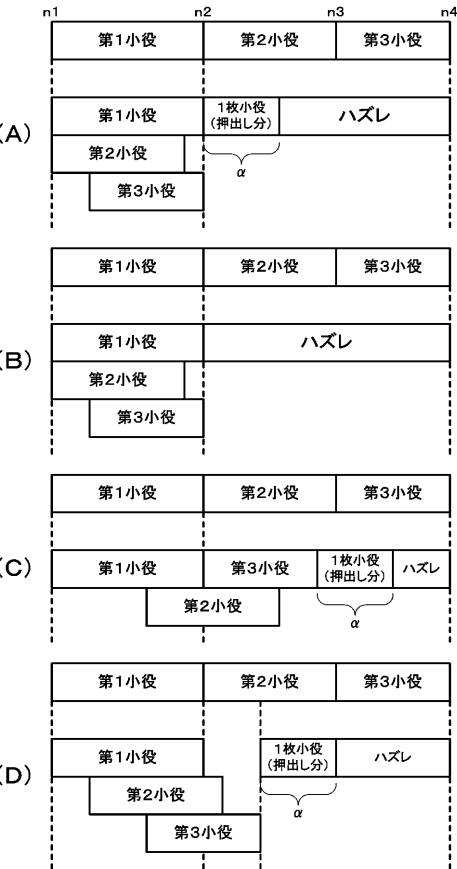 n1 n2 n3 n4
第1小役 第2小役 第3小役
(A)
第1小役 1枚小役 ハズレ
(押出し分)
第2小役 α
第3小役
第1小役 第2小役 第3小役
(B)
第1小役 ハズレ
第2小役
第3小役
第1小役 第2小役 第3小役
(C)
第1小役 第3小役 1枚小役 ハズレ
(押出し分)
第2小役 α
第1小役 第2小役 第3小役
(D)
第1小役 1枚小役 ハズレ
(押出し分)
第2小役 α
第3小役